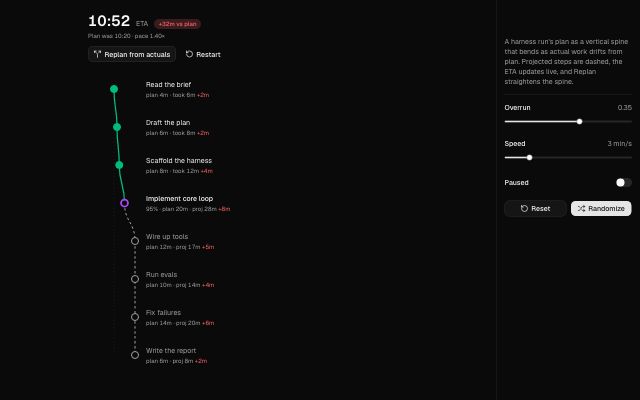 10:52 ETA +32m vs plan
Plan was 10:20 · pace 1.40×
Replan from actuals Restart
Read the brief
plan 4m · took 6m +2m
Draft the plan
plan 6m · took 8m +2m
Scaffold the harness
plan 8m · took 12m +4m
Implement core loop
95% · plan 20m · proj 28m +8m
Wire up tools
plan 12m · proj 17m +5m
Run evals
plan 10m · proj 14m +4m
Fix failures
plan 14m · proj 20m +6m
Write the report
plan 6m · proj 8m +2m
A harness run's plan as a vertical spine
that bends as actual work drifts from
plan. Projected steps are dashed, the
ETA updates live, and Replan
straightens the spine.
Overrun 0.35
Speed 3 min/s
Paused
Reset Randomize